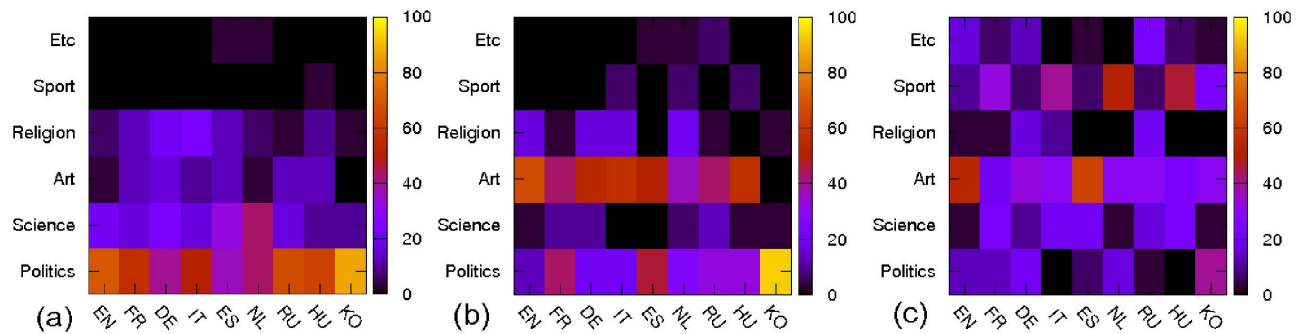 Etc
Sport
Religion
Art
Science
Politics
EN FR DE IT ES NL RU HU KO
100
80
60
40
20
0
(a)
Etc
Sport
Religion
Art
Science
Politics
EN FR DE IT ES NL RU HU KO
100
80
60
40
20
0
(b)
Etc
Sport
Religion
Art
Science
Politics
EN FR DE IT ES NL RU HU KO
100
80
60
40
20
0
(c)